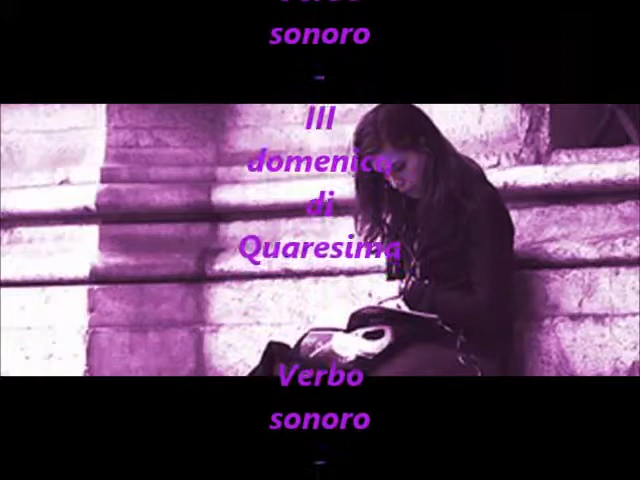 sonoro
-
III
domenica
di
Quaresima
Verbo
sonoro
-